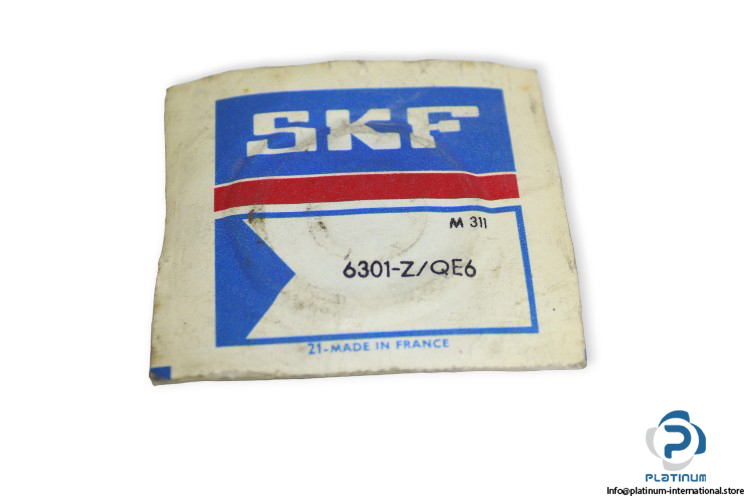 SKF
M 311
6301-Z/QE6
21-MADE IN FRANCE
PLATINUM
Info@platinum-international.store